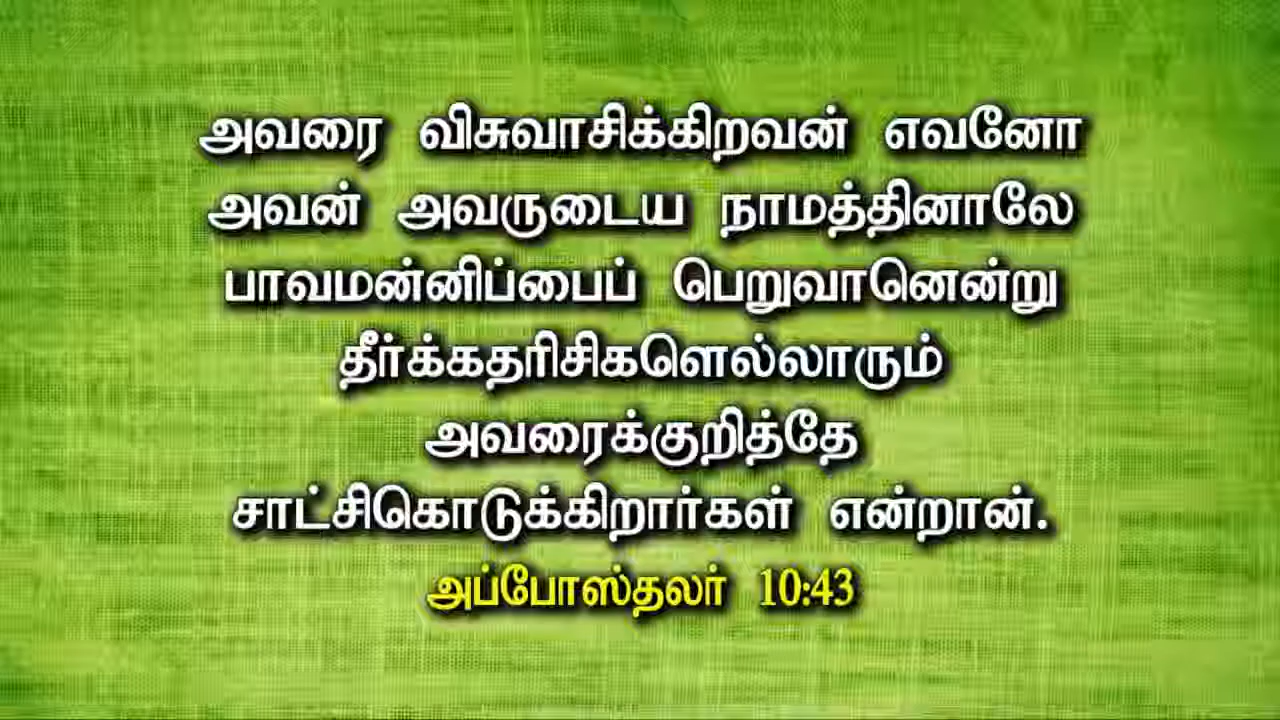 அவரை விசுவாசிக்கிறவன் எவனோ
அவன் அவருடைய நாமத்தினாலே
பாவமன்னிப்பைப் பெறுவானென்று
தீர்க்கதரிசிகளெல்லாரும்
அவரைக்குறித்தே
சாட்சிகொடுக்கிறார்கள் என்றான்.
அப்போஸ்தலர் 10:43